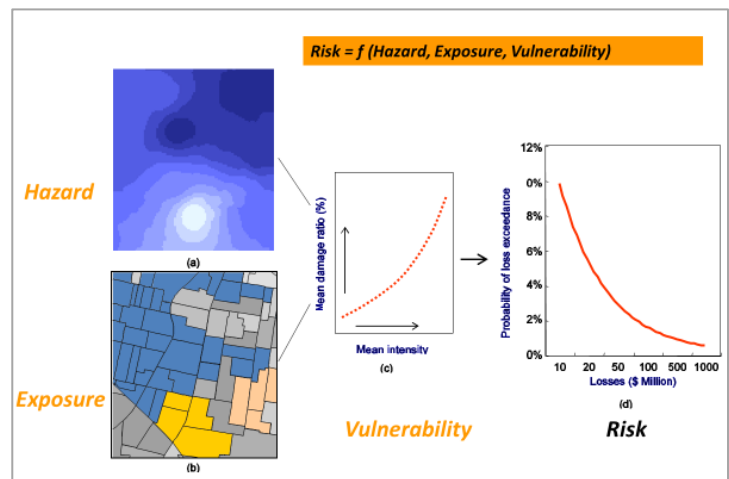 Risk = f (Hazard, Exposure, Vulnerability)
Hazard
(a)
Exposure
(b)
Mean damage ratio (%)
Mean intensity
(c)
Vulnerability
Probability of loss exceedance
12%
0%
8%
6%
4%
2%
0%
10 20 50 100 500 1000
Losses ($ Million)
(d)
Risk